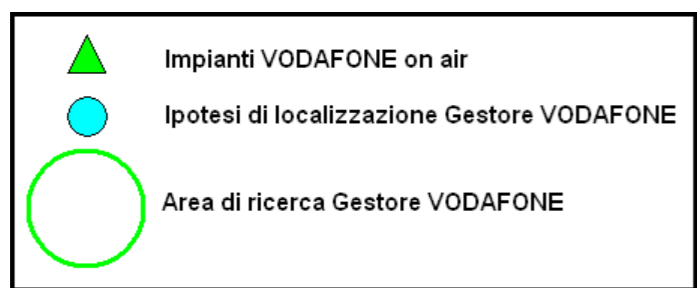 Impianti VODAFONE on air
Ipotesi di localizzazione Gestore VODAFONE
Area di ricerca Gestore VODAFONE